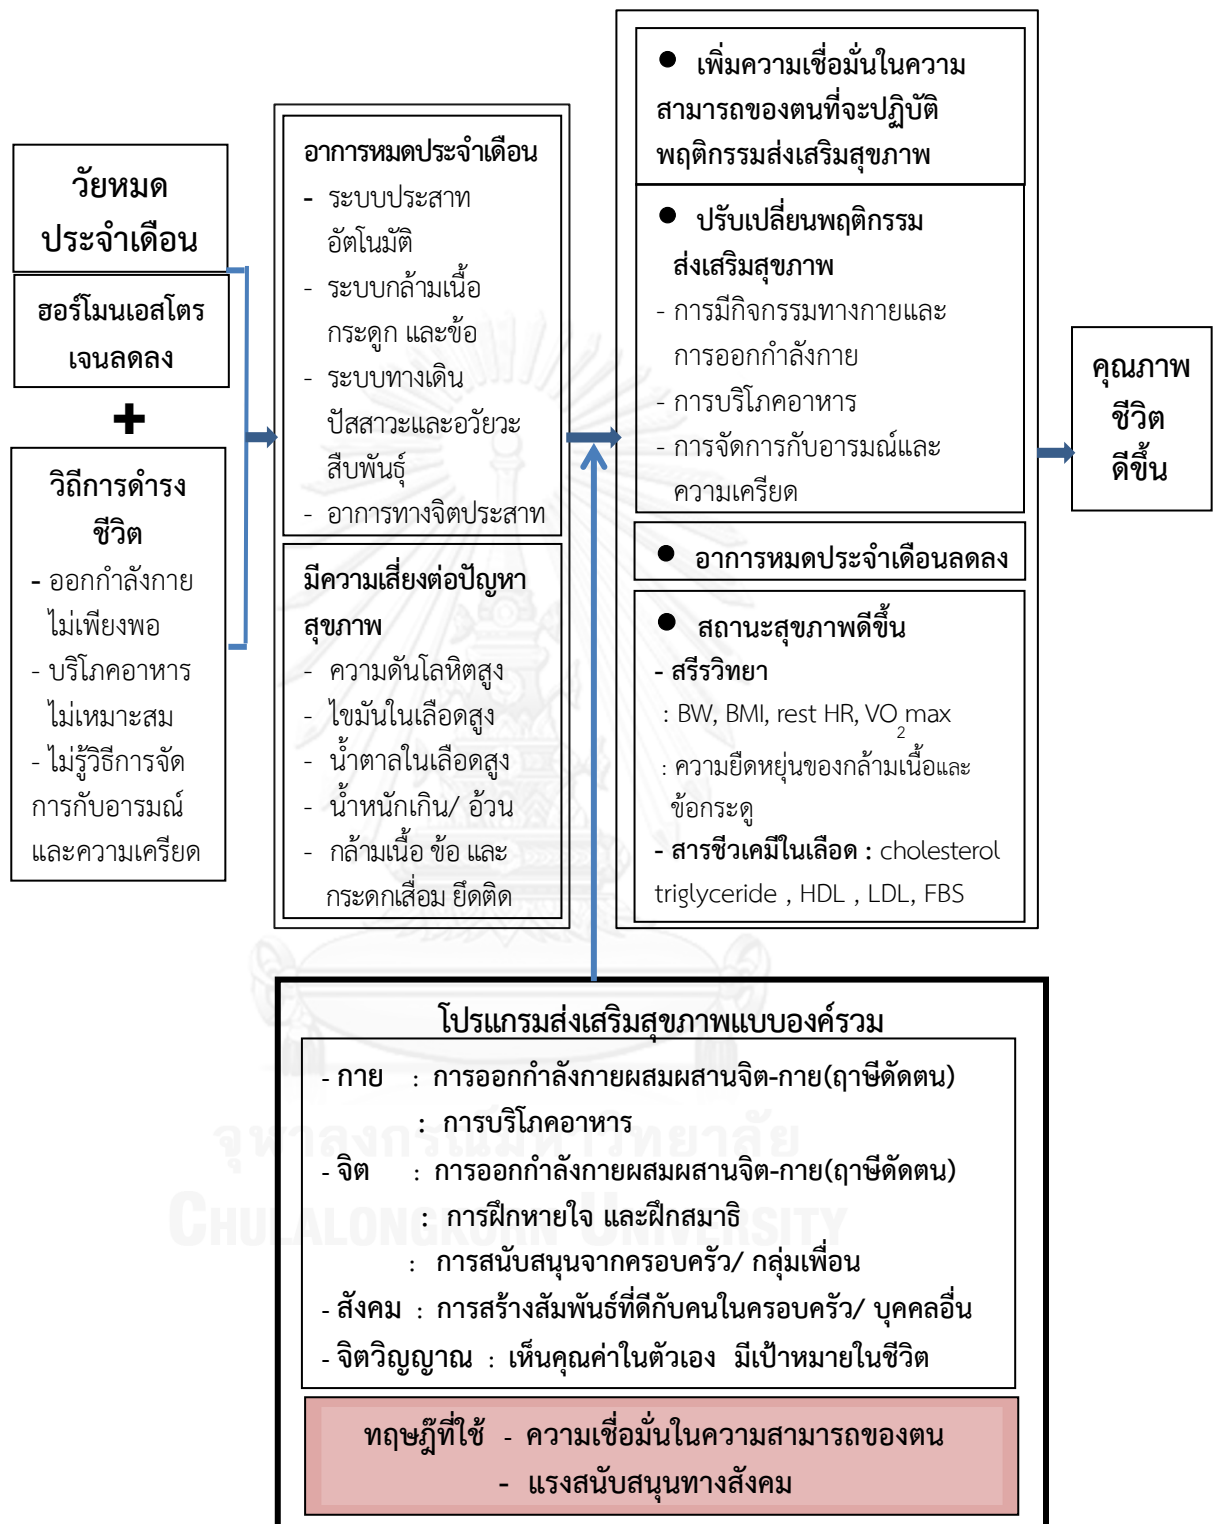 วัยหมด
ประจำเดือน
ฮอร์โมนเอสโตร
เจนลดลง
+
วิถีการดำรง
ชีวิต
- ออกกำลังกาย
ไม่เพียงพอ
- บริโภคอาหาร
ไม่เหมาะสม
- ไม่รู้วิธีการจัด
การกับอารมณ์
และความเครียด
อาการหมดประจำเดือน
- ระบบประสาท
อัตโนมัติ
- ระบบกล้ามเนื้อ
กระดูก และข้อ
- ระบบทางเดิน
ปัสสาวะและอวัยวะ
สืบพันธุ์
- อาการทางจิตประสาท
มีความเสี่ยงต่อปัญหา
สุขภาพ
- ความดันโลหิตสูง
- ไขมันในเลือดสูง
- น้ำตาลในเลือดสูง
- น้ำหนักเกิน/ อ้วน
- กล้ามเนื้อ ข้อ และ
กระดกเสื่อม ยึดติด
● เพิ่มความเชื่อมั่นในความ
สามารถของตนที่จะปฏิบัติ
พฤติกรรมส่งเสริมสุขภาพ
● ปรับเปลี่ยนพฤติกรรม
ส่งเสริมสุขภาพ
- การมีกิจกรรมทางกายและ
การออกกำลังกาย
- การบริโภคอาหาร
- การจัดการกับอารมณ์และ
ความเครียด
● อาการหมดประจำเดือนลดลง
● สถานะสุขภาพดีขึ้น
- สรีรวิทยา
: BW, BMI, rest HR, VO2max
: ความยืดหยุ่นของกล้ามเนื้อและ
ข้อกระดู
- สารชีวเคมีในเลือด : cholesterol
triglyceride , HDL , LDL, FBS
คุณภาพ
ชีวิต
ดีขึ้น
โปรแกรมส่งเสริมสุขภาพแบบองค์รวม
- กาย : การออกกำลังกายผสมผสานจิต-กาย(ฤาษีดัดตน)
: การบริโภคอาหาร
- จิต : การออกกำลังกายผสมผสานจิต-กาย(ฤาษีดัดตน)
: การฝึกหายใจ และฝึกสมาธิ
: การสนับสนุนจากครอบครัว/ กลุ่มเพื่อน
- สังคม : การสร้างสัมพันธ์ที่ดีกับคนในครอบครัว/ บุคคลอื่น
- จิตวิญญาณ : เห็นคุณค่าในตัวเอง มีเป้าหมายในชีวิต
ทฤษฎีที่ใช้ - ความเชื่อมั่นในความสามารถของตน
- แรงสนับสนุนทางสังคม
จุฬาลงกรณ์มหาวิทยาลัย
CHULALONGKORN UNIVERSITY